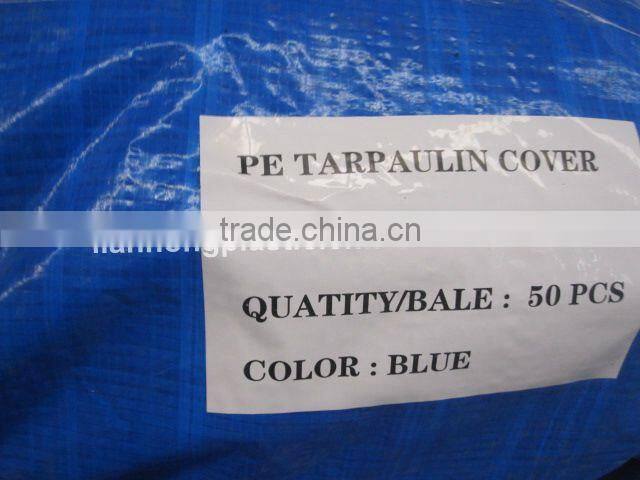 PE TARPAULIN COVER
trade.china.cn
QUATITY/BALE : 50 PCS
COLOR : BLUE